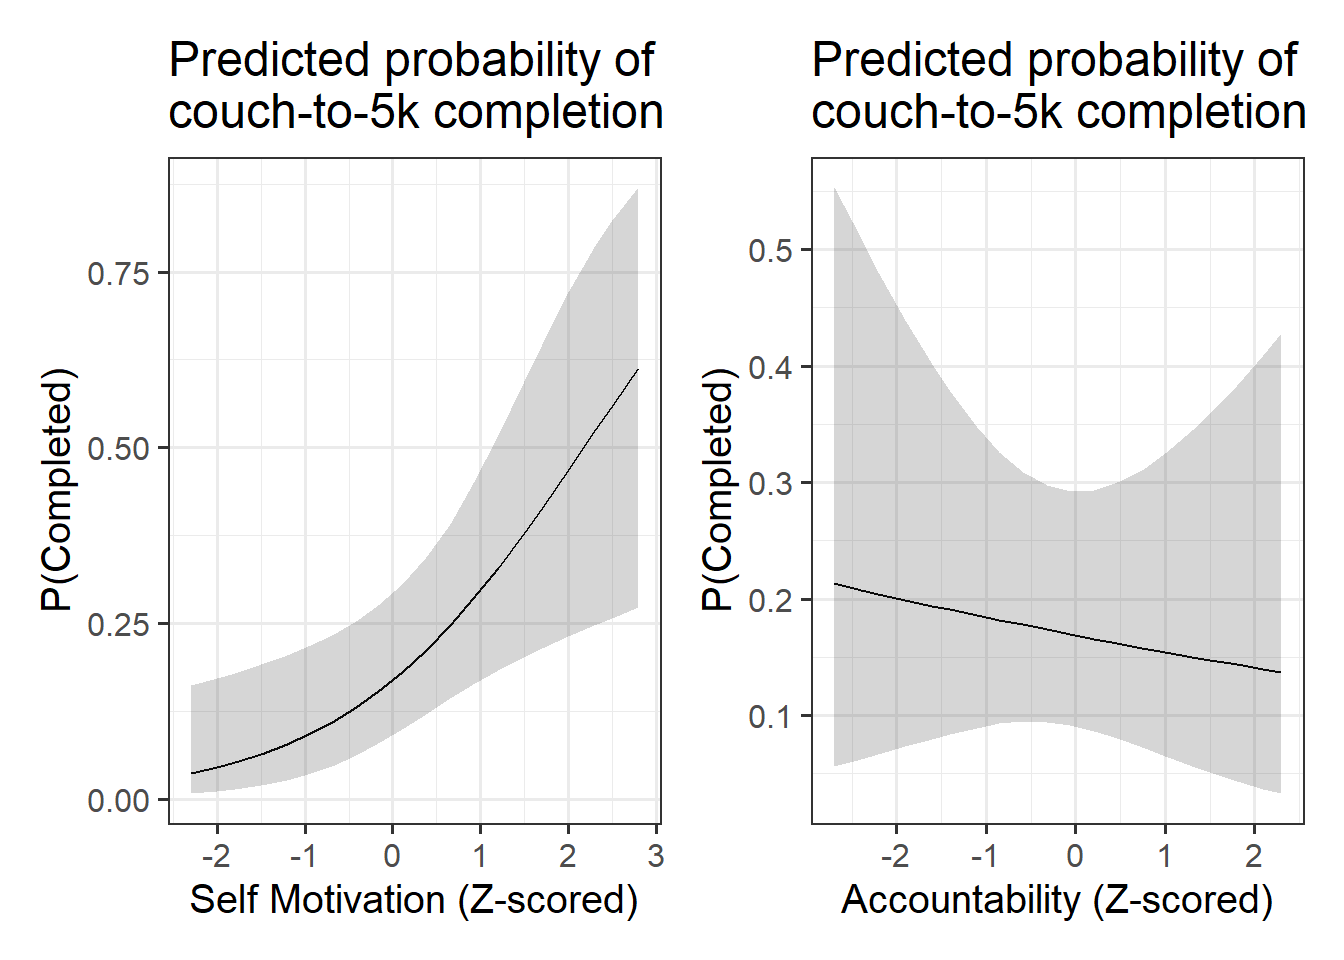 Predicted probability of
couch-to-5k completion
P(Completed)
0.75
0.50
0.25
0.00
-2 -1 0 1 2 3
Self Motivation (Z-scored)
Predicted probability of
couch-to-5k completion
P(Completed)
0.5
0.4
0.3
0.2
0.1
-2 -1 0 1 2
Accountability (Z-scored)